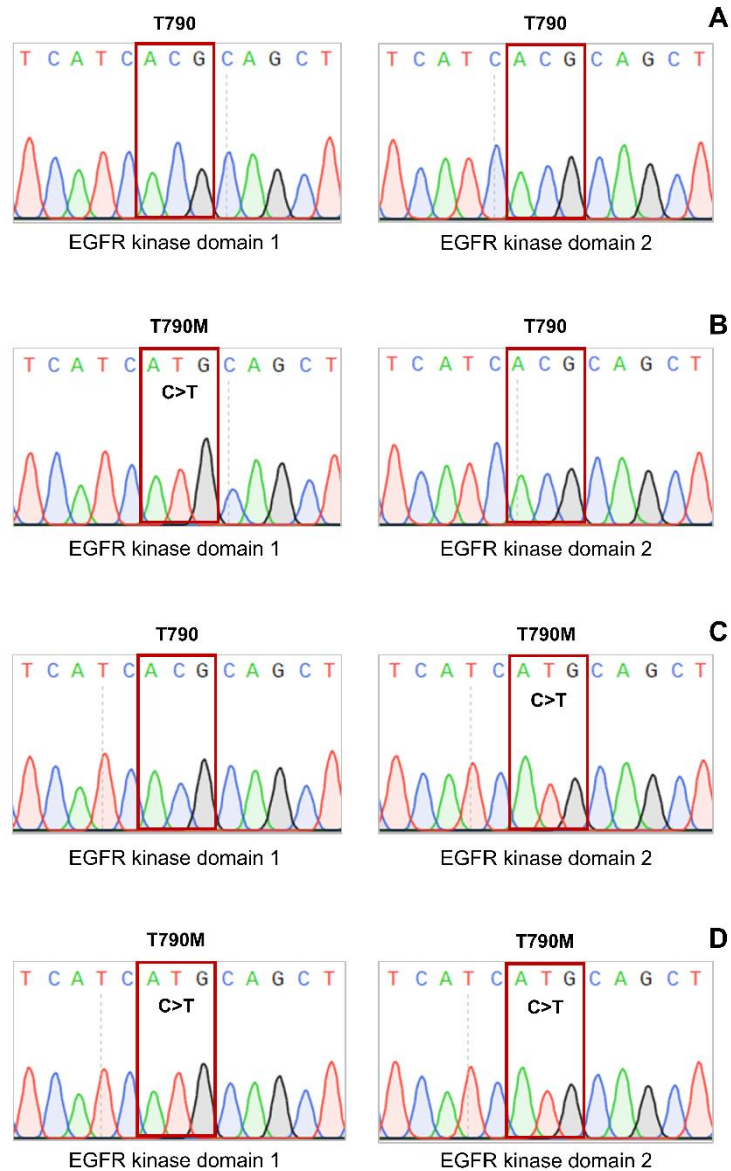 A
T790 T790
T C A T C A C G C A G C T T C A T C A C G C A G C T
EGFR kinase domain 1 EGFR kinase domain 2
B
T790M T790
T C A T C A T G C A G C T T C A T C A C G C A G C T
C>T
EGFR kinase domain 1 EGFR kinase domain 2
C
T790 T790M
T C A T C A C G C A G C T T C A T C A T G C A G C T
C>T
EGFR kinase domain 1 EGFR kinase domain 2
D
T790M T790M
T C A T C A T G C A G C T T C A T C A T G C A G C T
C>T C>T
EGFR kinase domain 1 EGFR kinase domain 2